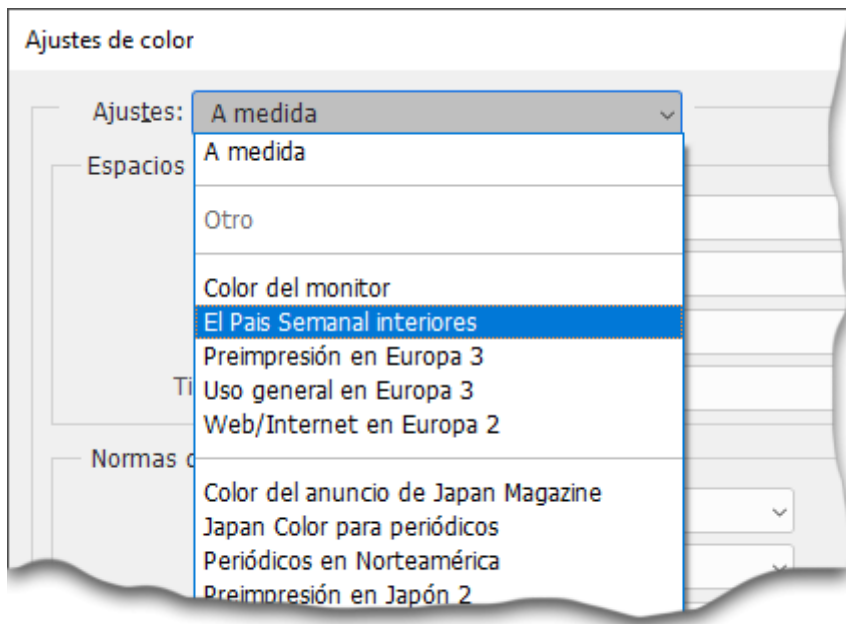 Ajustes de color
Ajustes: A medida
A medida
Espacios
Otro
Color del monitor
El Pais Semanal interiores
Preimpresión en Europa 3
Uso general en Europa 3
Web/Internet en Europa 2
Normas
Color del anuncio de Japan Magazine
Japan Color para periódicos
Periódicos en Norteamérica
Preimpresión en Japón 2